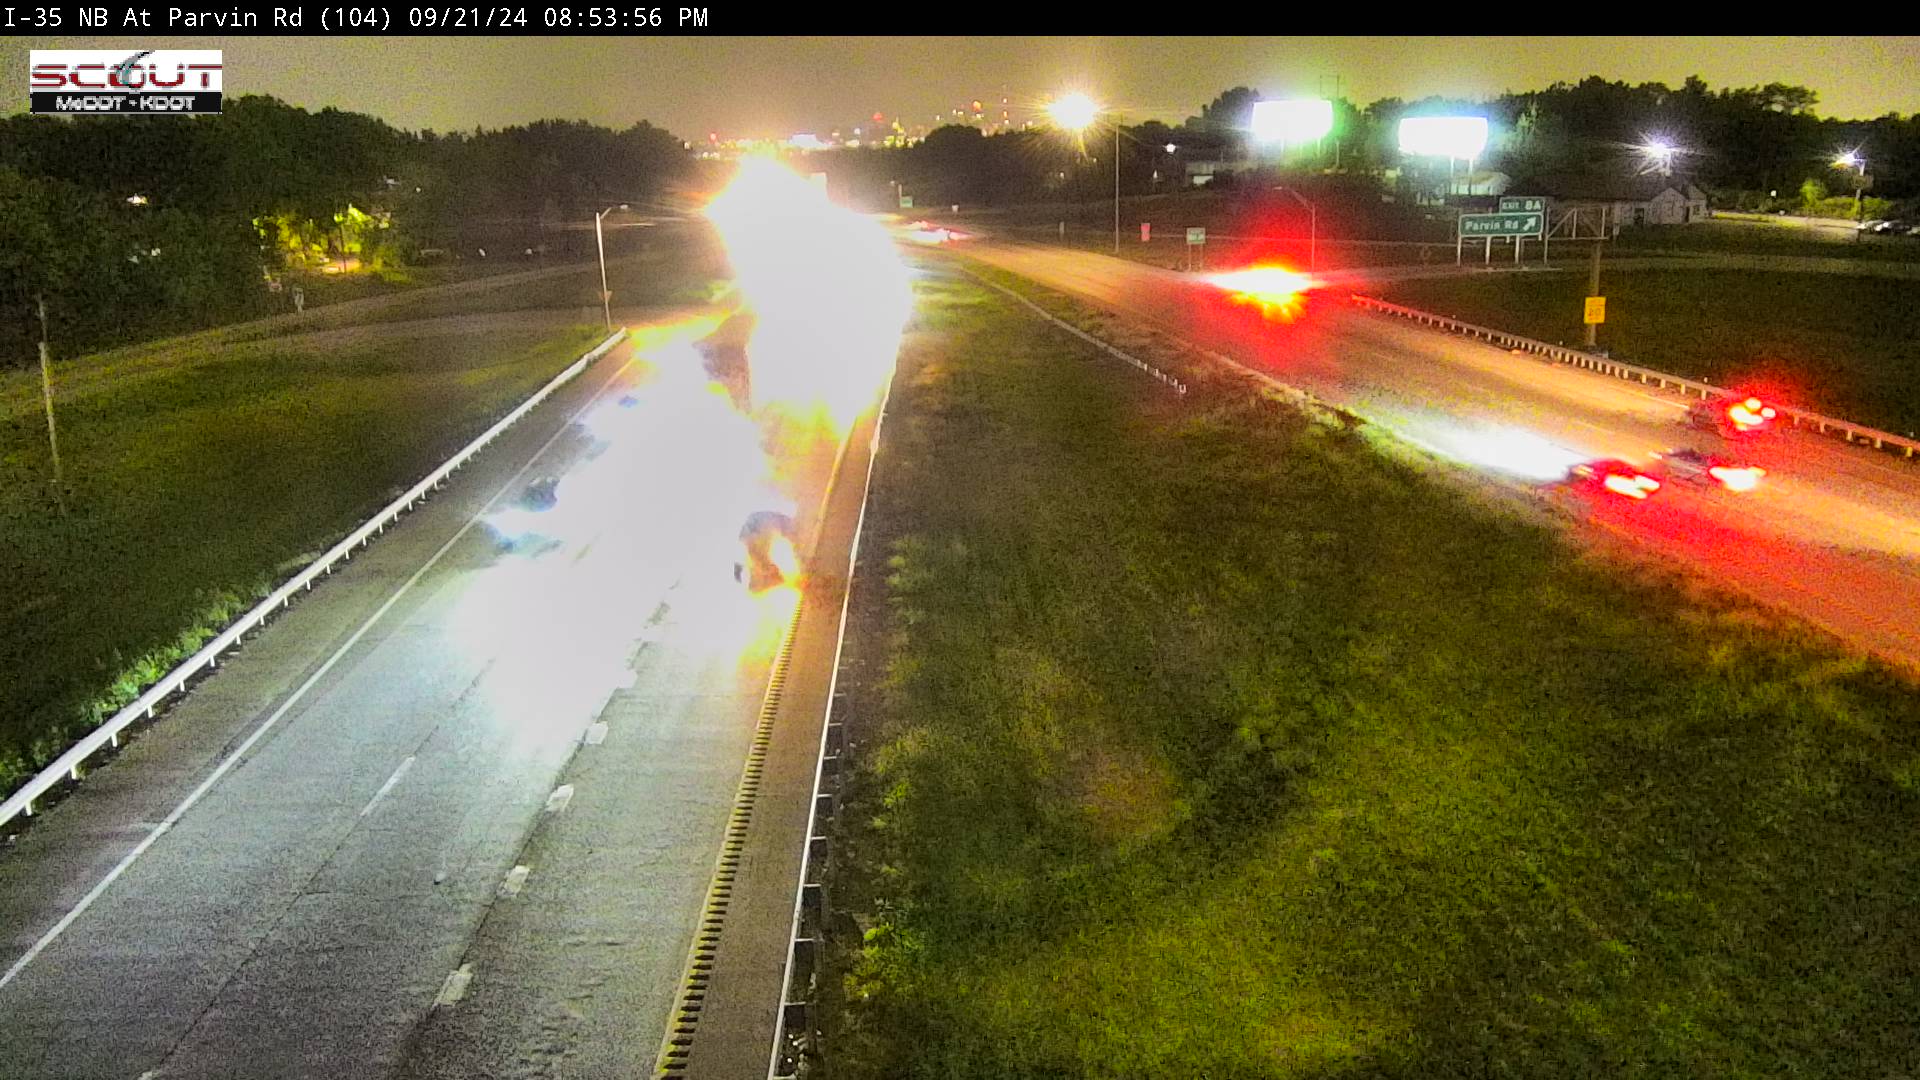 I-35 NB At Parvin Rd (104) 09/21/24 08:53:56 PM
SCOUT
MoDOT - KDOT
EXIT 8A
Parvin Rd